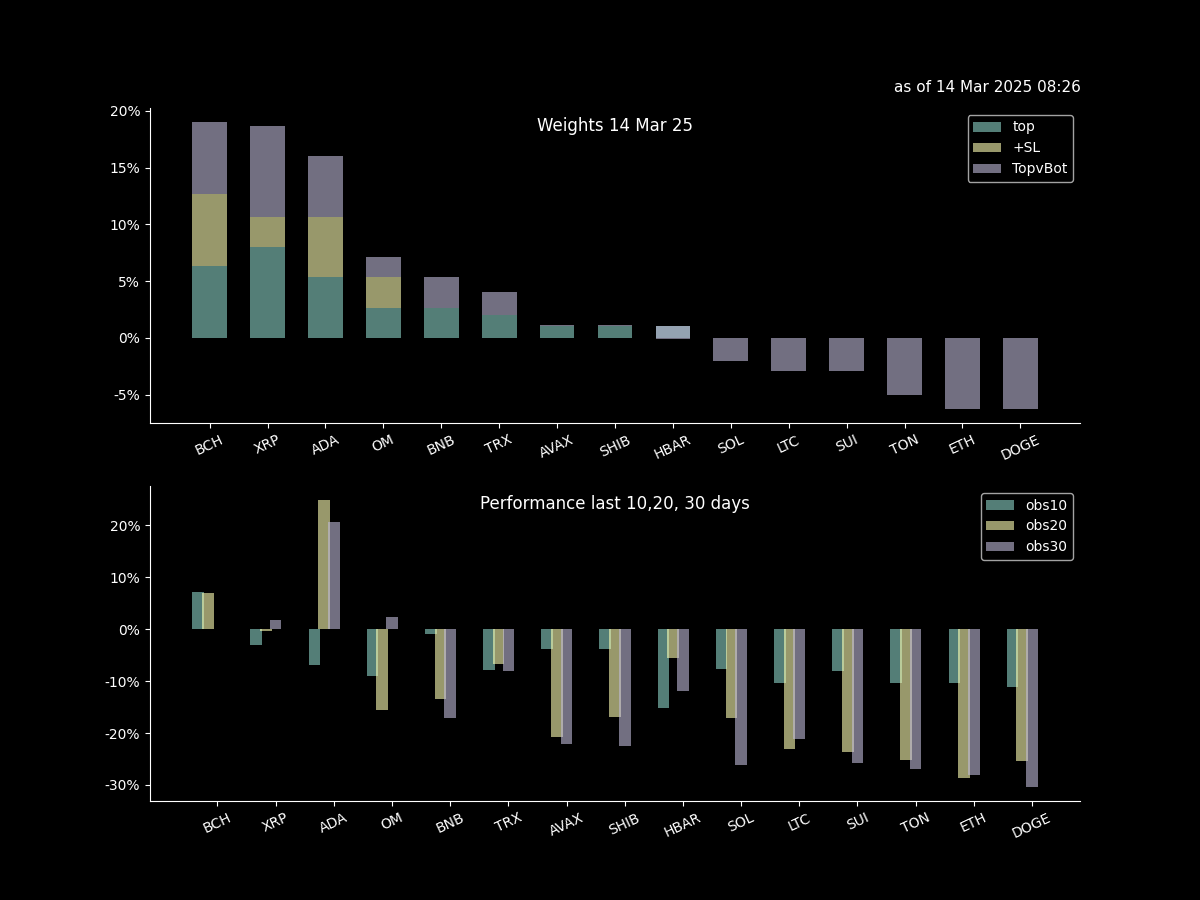 as of 14 Mar 2025 08:26
Weights 14 Mar 25
top
+SL
TopvBot
20%
15%
10%
5%
0%
-5%
BCH XRP ADA OM BNB TRX AVAX SHIB HBAR SOL LTC SUI TON ETH DOGE
Performance last 10,20, 30 days
obs10
obs20
obs30
20%
10%
0%
-10%
-20%
-30%
BCH XRP ADA OM BNB TRX AVAX SHIB HBAR SOL LTC SUI TON ETH DOGE